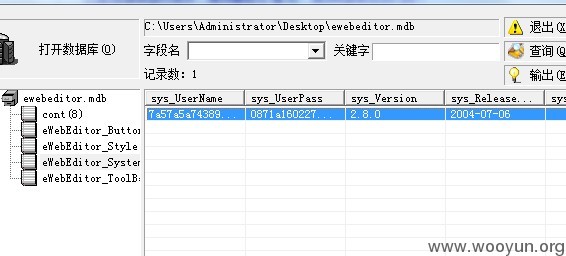 C:\Users\Administrator\Desktop\ewebeditor.mdb
退出(X
打开数据库(O)
字段名
关键字
查询(Q
记录数: 1
输出(E
ewebeditor.mdb
sys_UserName sys_UserPass sys_Version sys_Release... sys_
cont(8)
7a57a5a74389... 0871a160227... 2.8.0 2004-07-06
eWebEditor_Button
eWebEditor_Style
eWebEditor_System
eWebEditor_ToolBa
www.wooyun.org